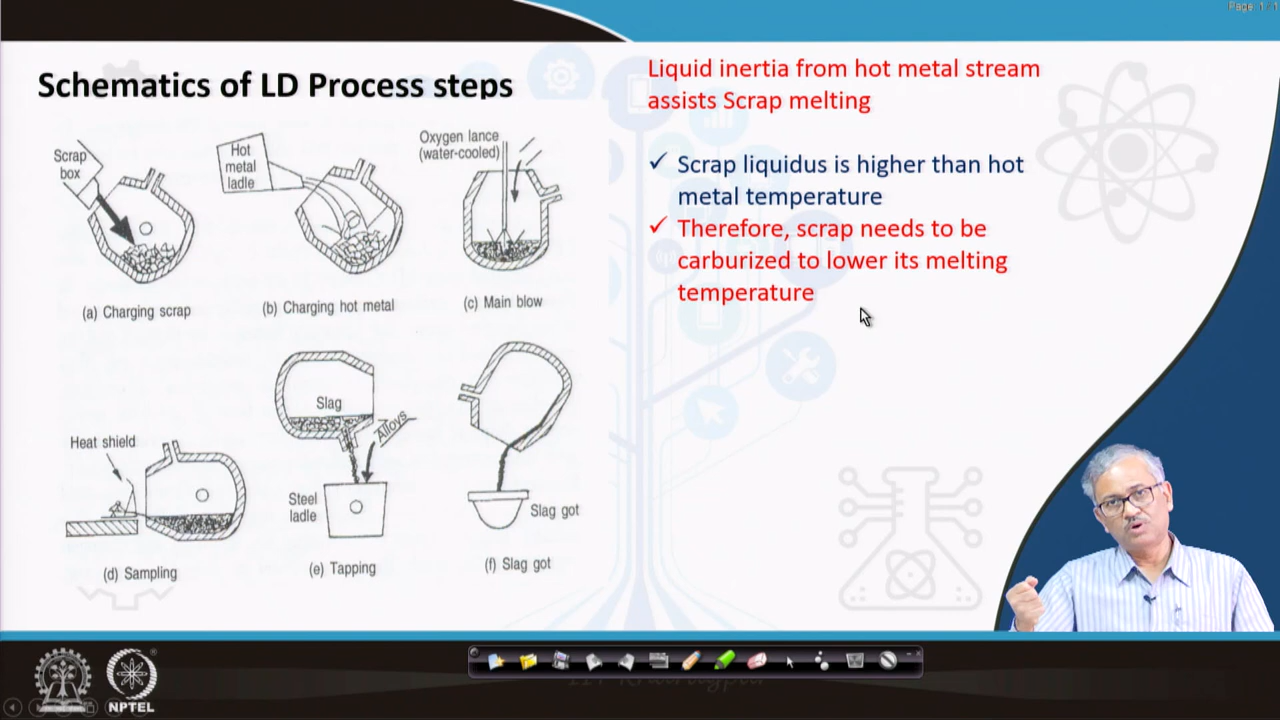 Page 1/1
Schematics of LD Process steps
Liquid inertia from hot metal stream
assists Scrap melting
✓ Scrap liquidus is higher than hot
metal temperature
✓ Therefore, scrap needs to be
carburized to lower its melting
temperature
Scrap
box
Hot
metal
ladle
Oxygen lance
(water-cooled)
(a) Charging scrap
(b) Charging hot metal
(c) Main blow
Heat shield
Slag
Alloys
Steel
ladle
Slag got
(d) Sampling
(e) Tapping
(f) Slag got
NPTEL